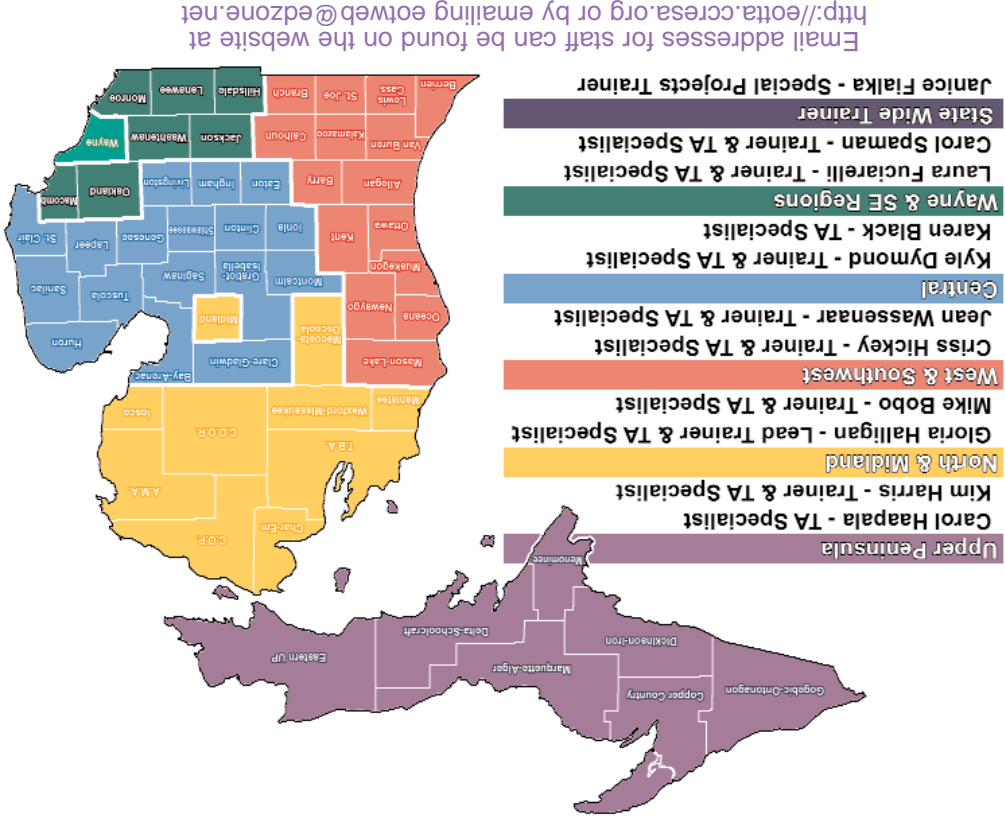 Gogebic-Ontonagon
Copper Country
Dickinson-Iron
Marquette-Alger
Menominee
Delta-Schoolcraft
Eastern UP
Upper Peninsula
Carol Haapala - TA Specialist
Kim Harris - Trainer & TA Specialist
North & Midland
Gloria Halligan - Lead Trainer & TA Specialist
Mike Bobo - Trainer & TA Specialist
West & Southwest
Criss Hickey - Trainer & TA Specialist
Jean Wassenaar - Trainer & TA Specialist
Central
Kyle Dymond - Trainer & TA Specialist
Karen Black - TA Specialist
Wayne & SE Regions
Laura Fuciarelli - Trainer & TA Specialist
Carol Spaman - Trainer & TA Specialist
State Wide Trainer
Janice Fialka - Special Projects Trainer
Char-Em
C.O.P.
T.B.A.
A.M.A.
C.O.O.R.
Manistee
Wexford-Missaukee
Iosco
Mason-Lake
Mecosta-
Osceola
Clare-Gladwin
Bay-Arenac
Huron
Oceana
Newaygo
Midland
Muskegon
Montcalm
Gratiot-
Isabella
Saginaw
Tuscola
Sanilac
Ottawa
Kent
Ionia
Clinton
Shiawassee
Genesee
Lapeer
St. Clair
Allegan
Barry
Eaton
Ingham
Livingston
Oakland
Macomb
Van Buren
Kalamazoo
Calhoun
Jackson
Washtenaw
Wayne
Berrien
Lewis
Cass
St. Joe
Branch
Hillsdale
Lenawee
Monroe
Email addresses for staff can be found on the website at
http://eotta.ccresa.org or by emailing eotweb@edzone.net